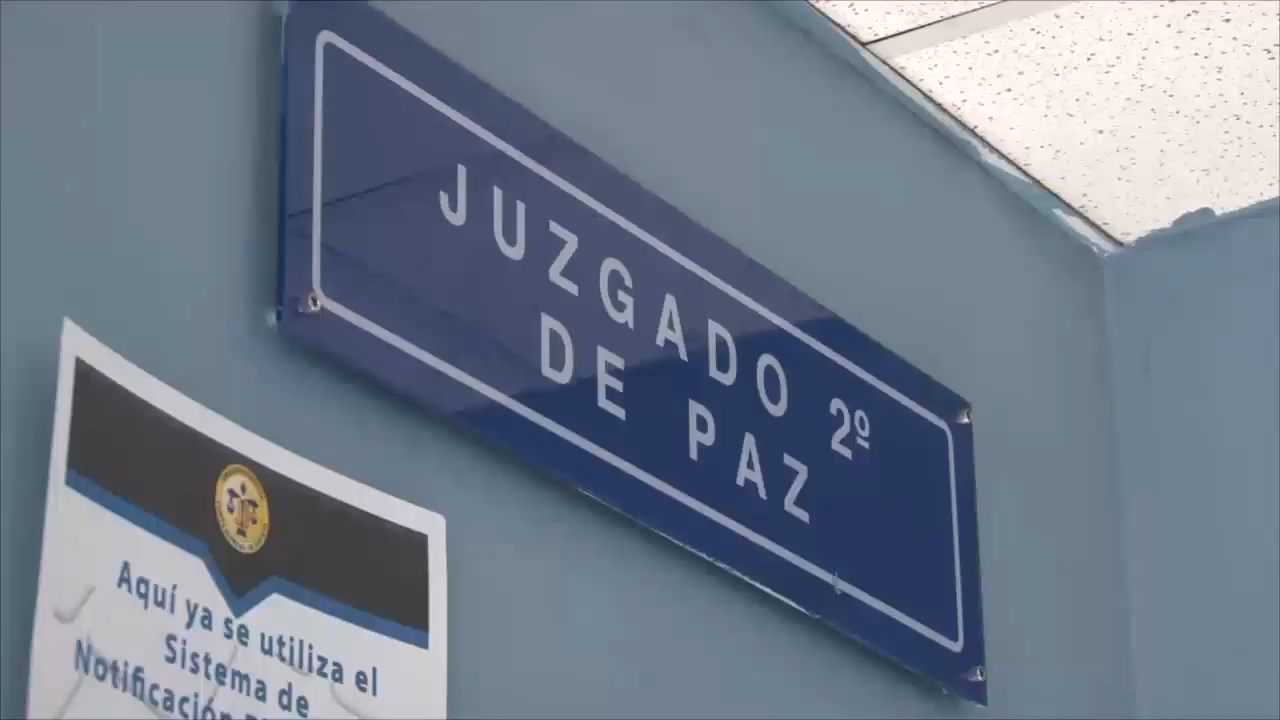 JUZGADO 2º
DE PAZ
Aquí ya se utiliza el
Sistema de
Notificación